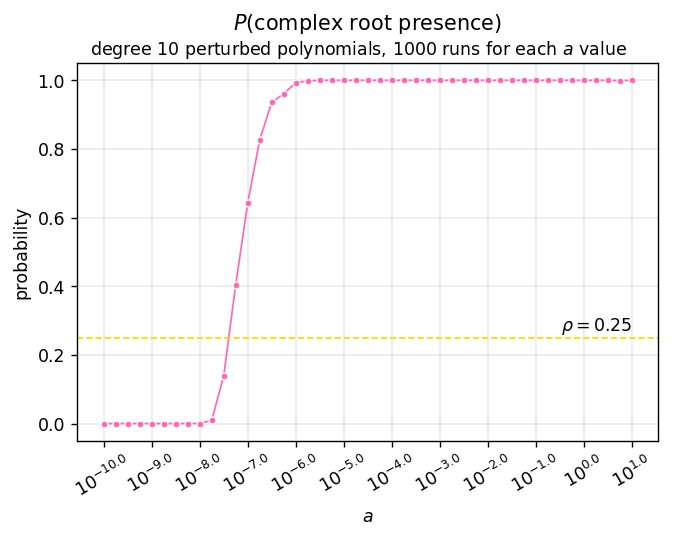 P(complex root presence)
degree 10 perturbed polynomials, 1000 runs for each a value
probability
1.0
0.8
0.6
0.4
0.2
0.0
ρ = 0.25
10^−10.0 10^−9.0 10^−8.0 10^−7.0 10^−6.0 10^−5.0 10^−4.0 10^−3.0 10^−2.0 10^−1.0 10^0.0 10^1.0
a